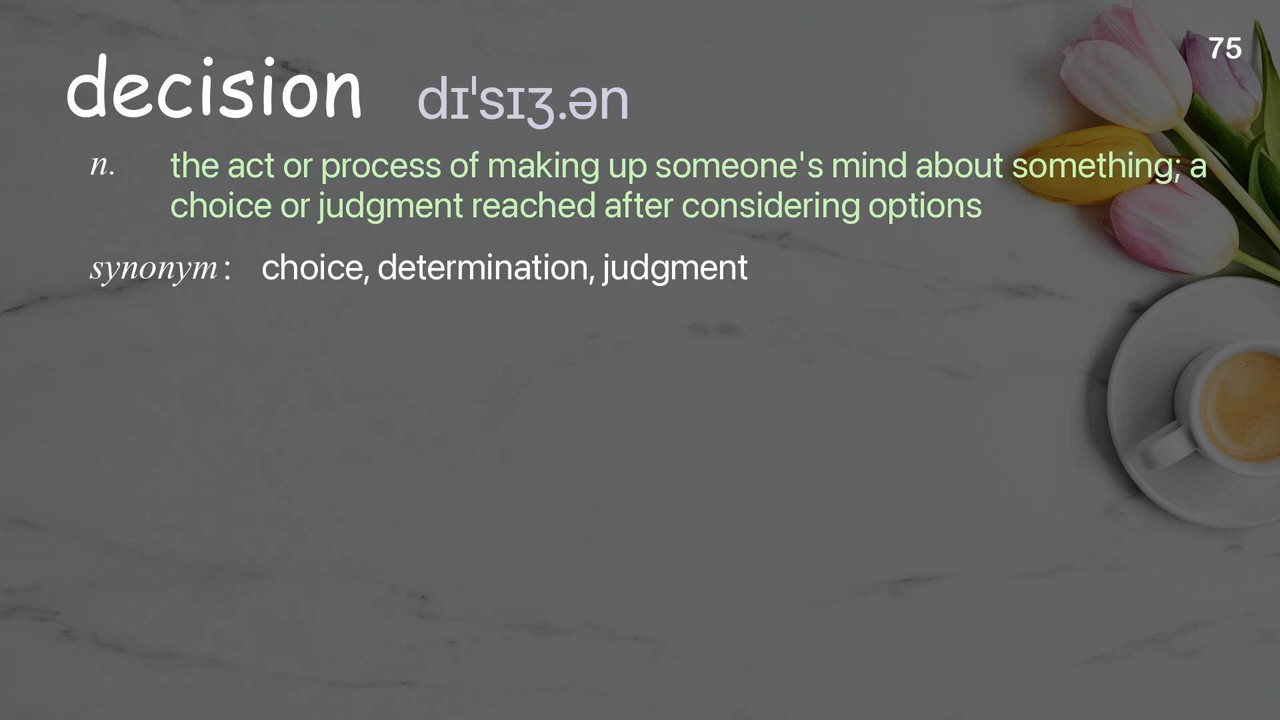 75
decision dɪˈsɪʒ.ən
n. the act or process of making up someone's mind about something; a
choice or judgment reached after considering options
synonym: choice, determination, judgment